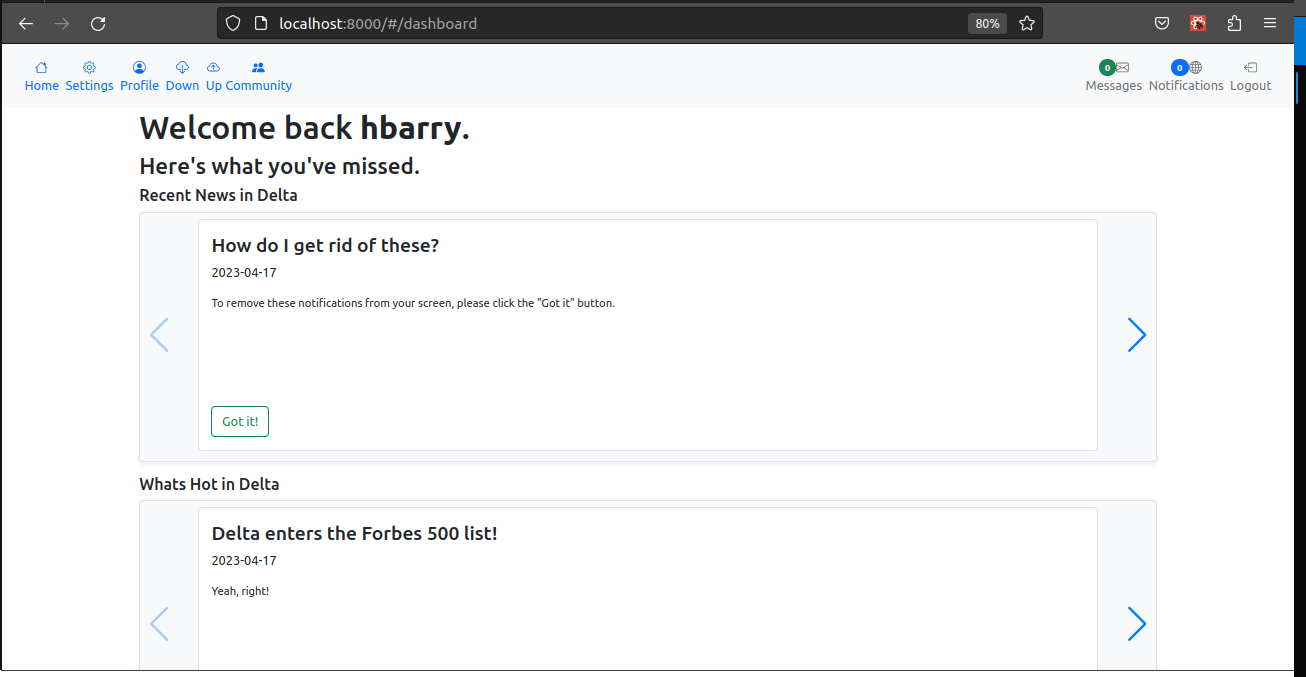 localhost:8000/#/dashboard 80%
Home Settings Profile Down Up Community 0 Messages 0 Notifications Logout
Welcome back hbarry.
Here's what you've missed.
Recent News in Delta
How do I get rid of these?
2023-04-17
To remove these notifications from your screen, please click the "Got it" button.
Got it!
Whats Hot in Delta
Delta enters the Forbes 500 list!
2023-04-17
Yeah, right!